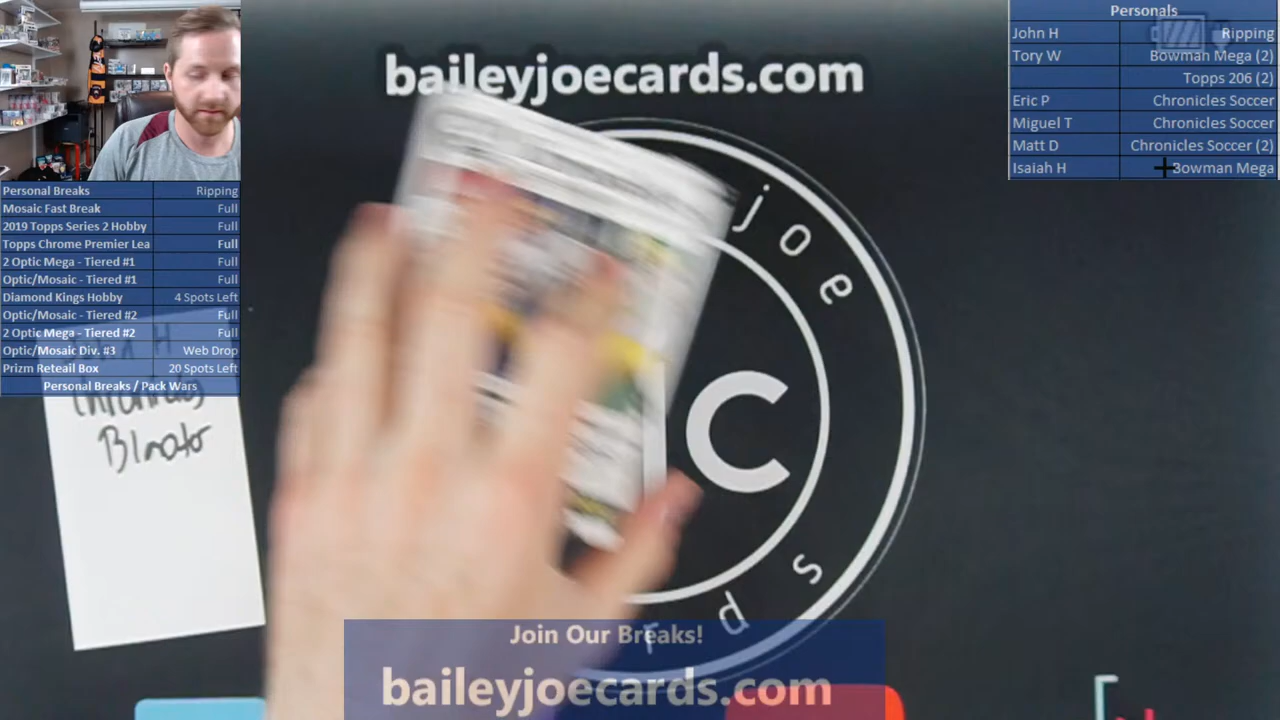 baileyjoecards.com
Personals
John H Ripping
Tory W Bowman Mega (2)
Topps 206 (2)
Eric P Chronicles Soccer
Miguel T Chronicles Soccer
Matt D Chronicles Soccer (2)
Isaiah H Bowman Mega
Personal Breaks Ripping
Mosaic Fast Break Full
2019 Topps Series 2 Hobby Full
Topps Chrome Premier Lea Full
2 Optic Mega - Tiered #1 Full
Optic/Mosaic - Tiered #1 Full
Diamond Kings Hobby 4 Spots Left
Optic/Mosaic - Tiered #2 Full
2 Optic Mega - Tiered #2 Full
Optic/Mosaic Div. #3 Web Drop
Prizm Reteail Box 20 Spots Left
Personal Breaks / Pack Wars
joe
C
Join Our Breaks!
baileyjoecards.com